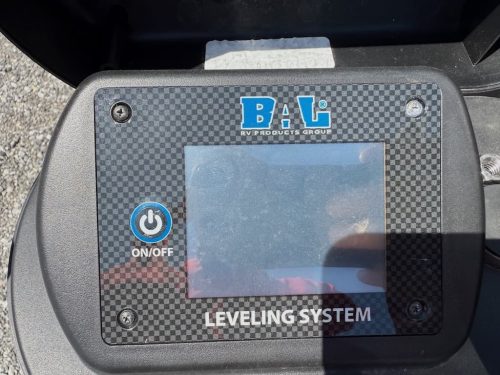 BAL®
RV PRODUCTS GROUP
ON/OFF
LEVELING SYSTEM